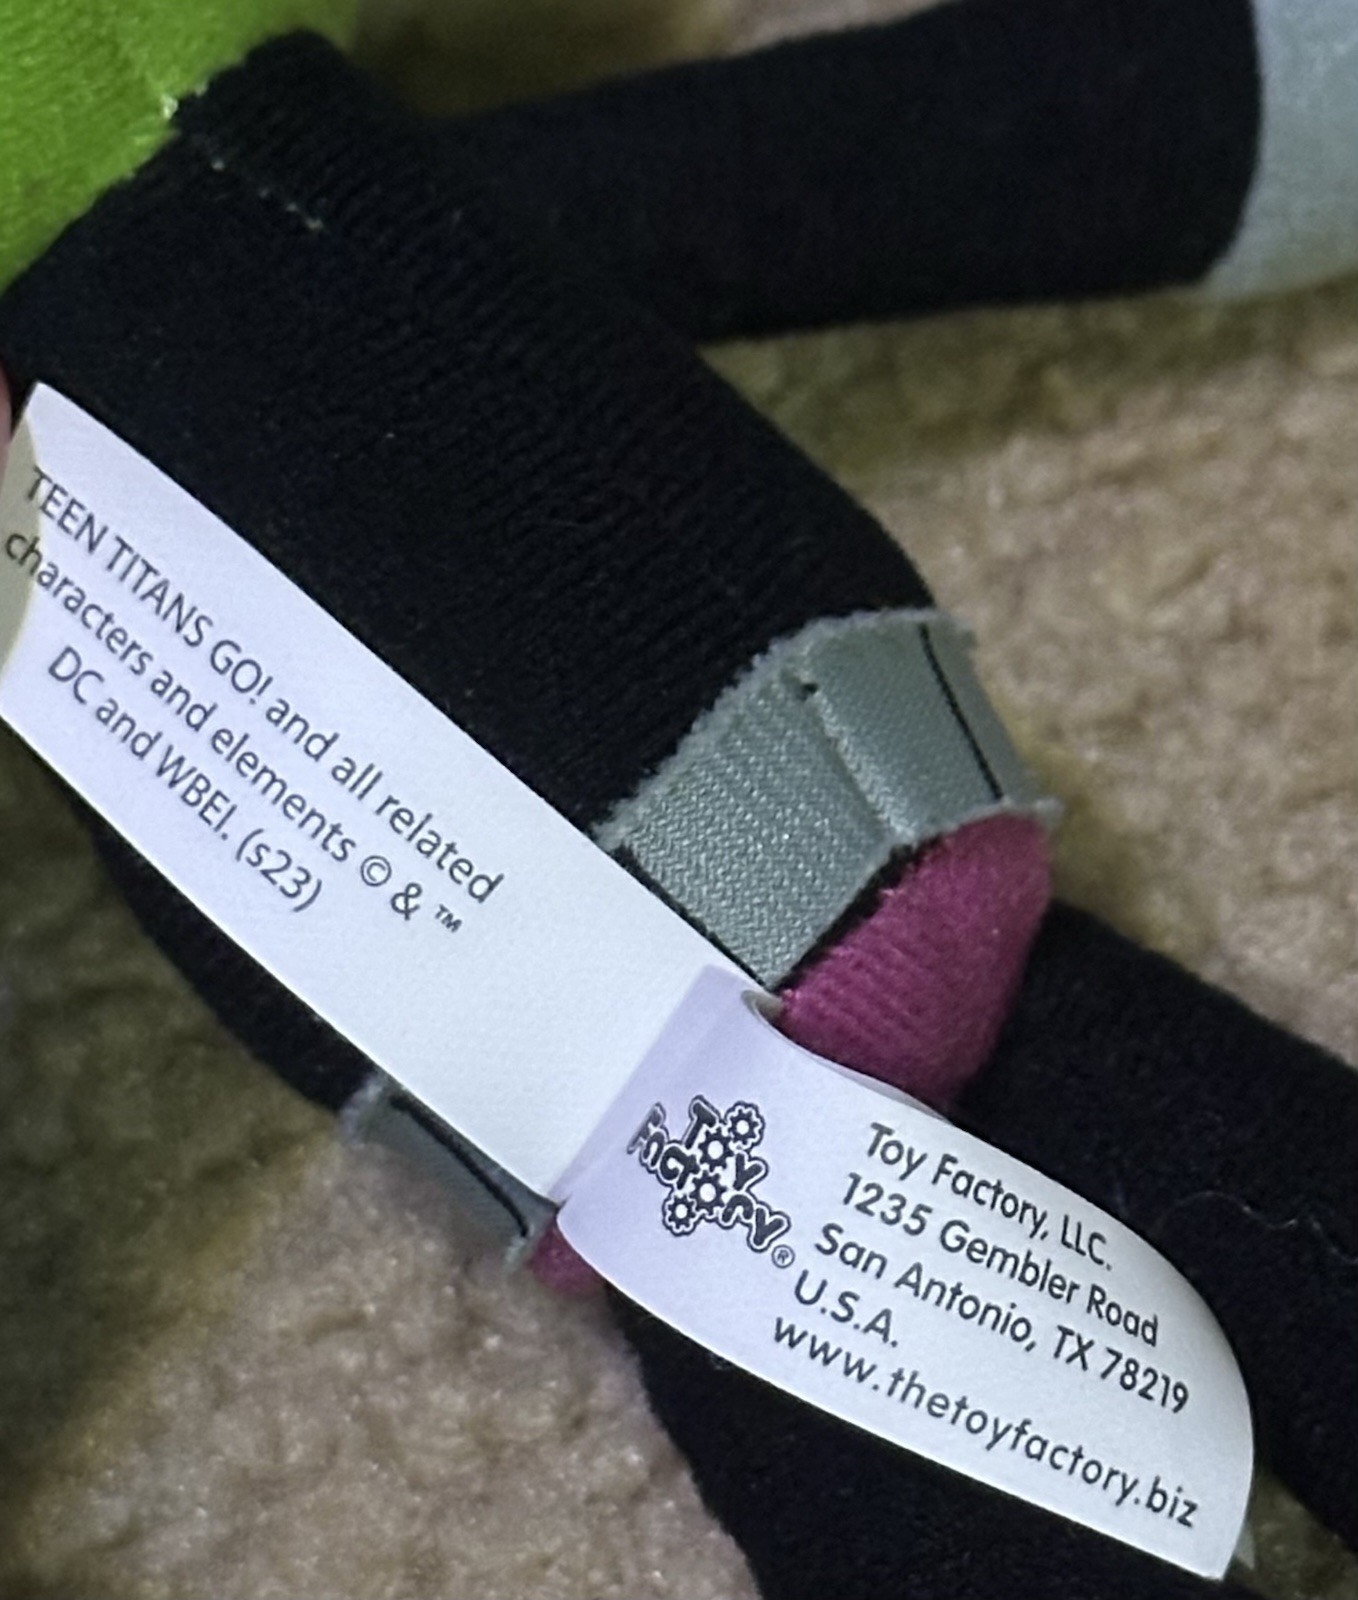 TEEN TITANS GO! and all related
characters and elements © & ™
DC and WBEI. (s23)
Toy
Factory®
Toy Factory, LLC.
1235 Gembler Road
San Antonio, TX 78219
U.S.A.
www.thetoyfactory.biz